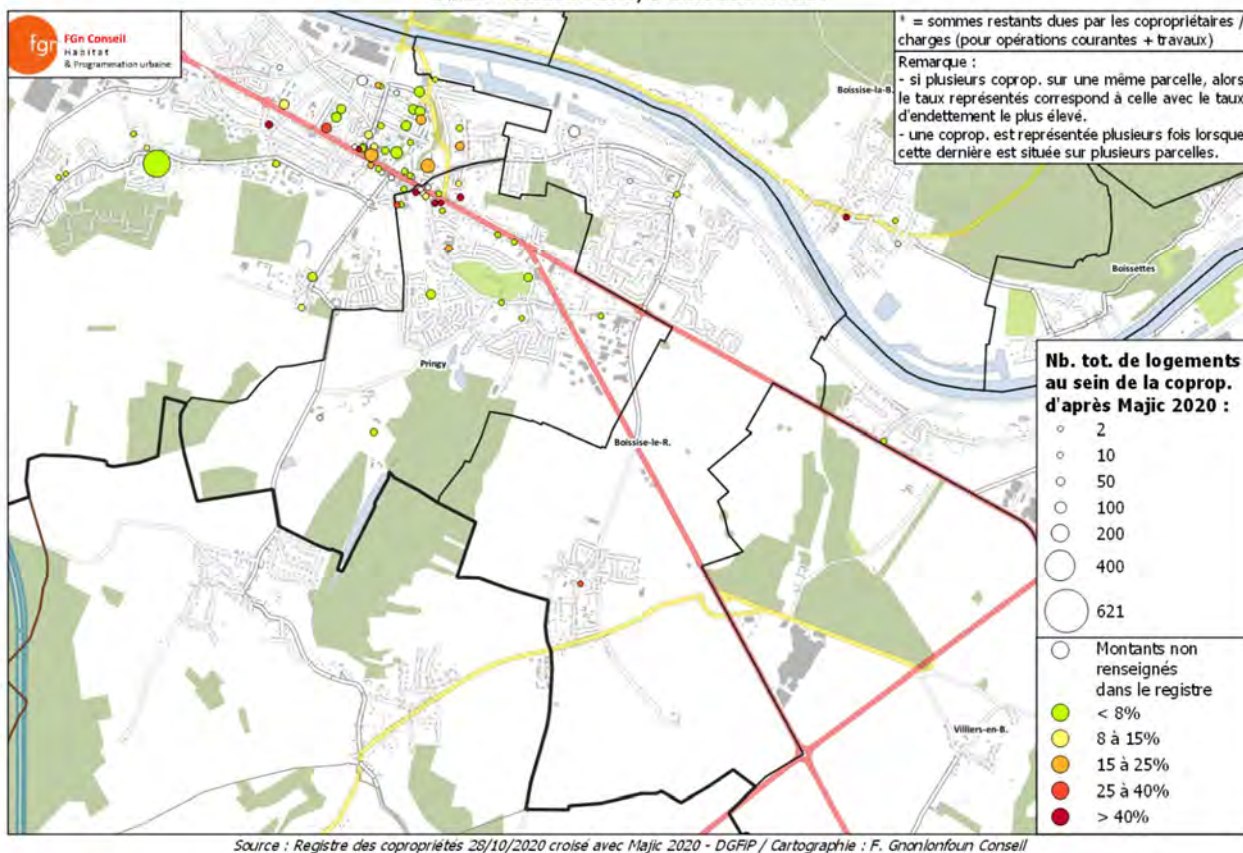 fgn FGn Conseil
Habitat
& Programmation urbaine
* = sommes restants dues par les copropriétaires /
charges (pour opérations courantes + travaux)
Remarque :
- si plusieurs coprop. sur une même parcelle, alors
le taux représentés correspond à celle avec le taux
d'endettement le plus élevé.
- une coprop. est représentée plusieurs fois lorsque
cette dernière est située sur plusieurs parcelles.
Boissise-la-B.
Boissettes
Pringy
Boissise-le-R.
Villiers-en-B.
Nb. tot. de logements
au sein de la coprop.
d'après Majic 2020 :
2
10
50
100
200
400
621
Montants non
renseignés
dans le registre
< 8%
8 à 15%
15 à 25%
25 à 40%
> 40%
Source : Registre des copropriétés 28/10/2020 croisé avec Majic 2020 - DGFiP / Cartographie : F. Gnonlonfoun Conseil